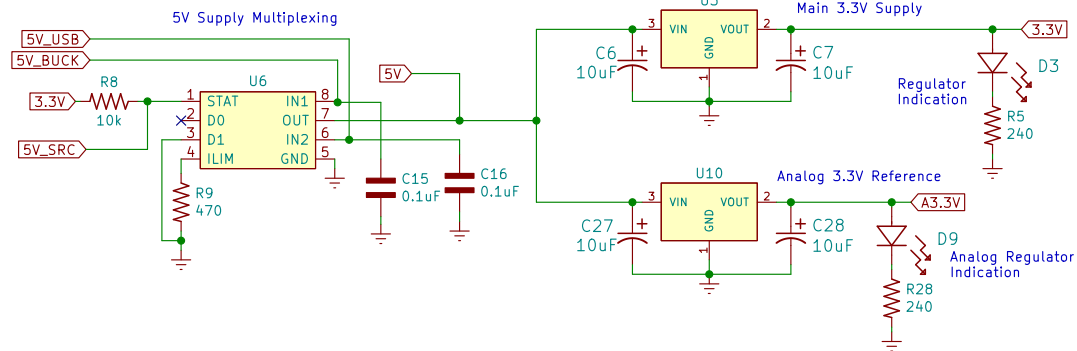 5V Supply Multiplexing
5V_USB
5V_BUCK
R8
10k
3.3V
5V_SRC
U6
1 STAT
2 D0
3 D1
4 ILIM
IN1 8
OUT 7
IN2 6
GND 5
R9
470
5V
C15
0.1uF
C16
0.1uF
Main 3.3V Supply
3 VIN
VOUT 2
GND
1
C6
10uF
C7
10uF
3.3V
D3
Regulator
Indication
R5
240
U10
Analog 3.3V Reference
3 VIN
VOUT 2
GND
1
C27
10uF
C28
10uF
A3.3V
D9
Analog Regulator
Indication
R28
240